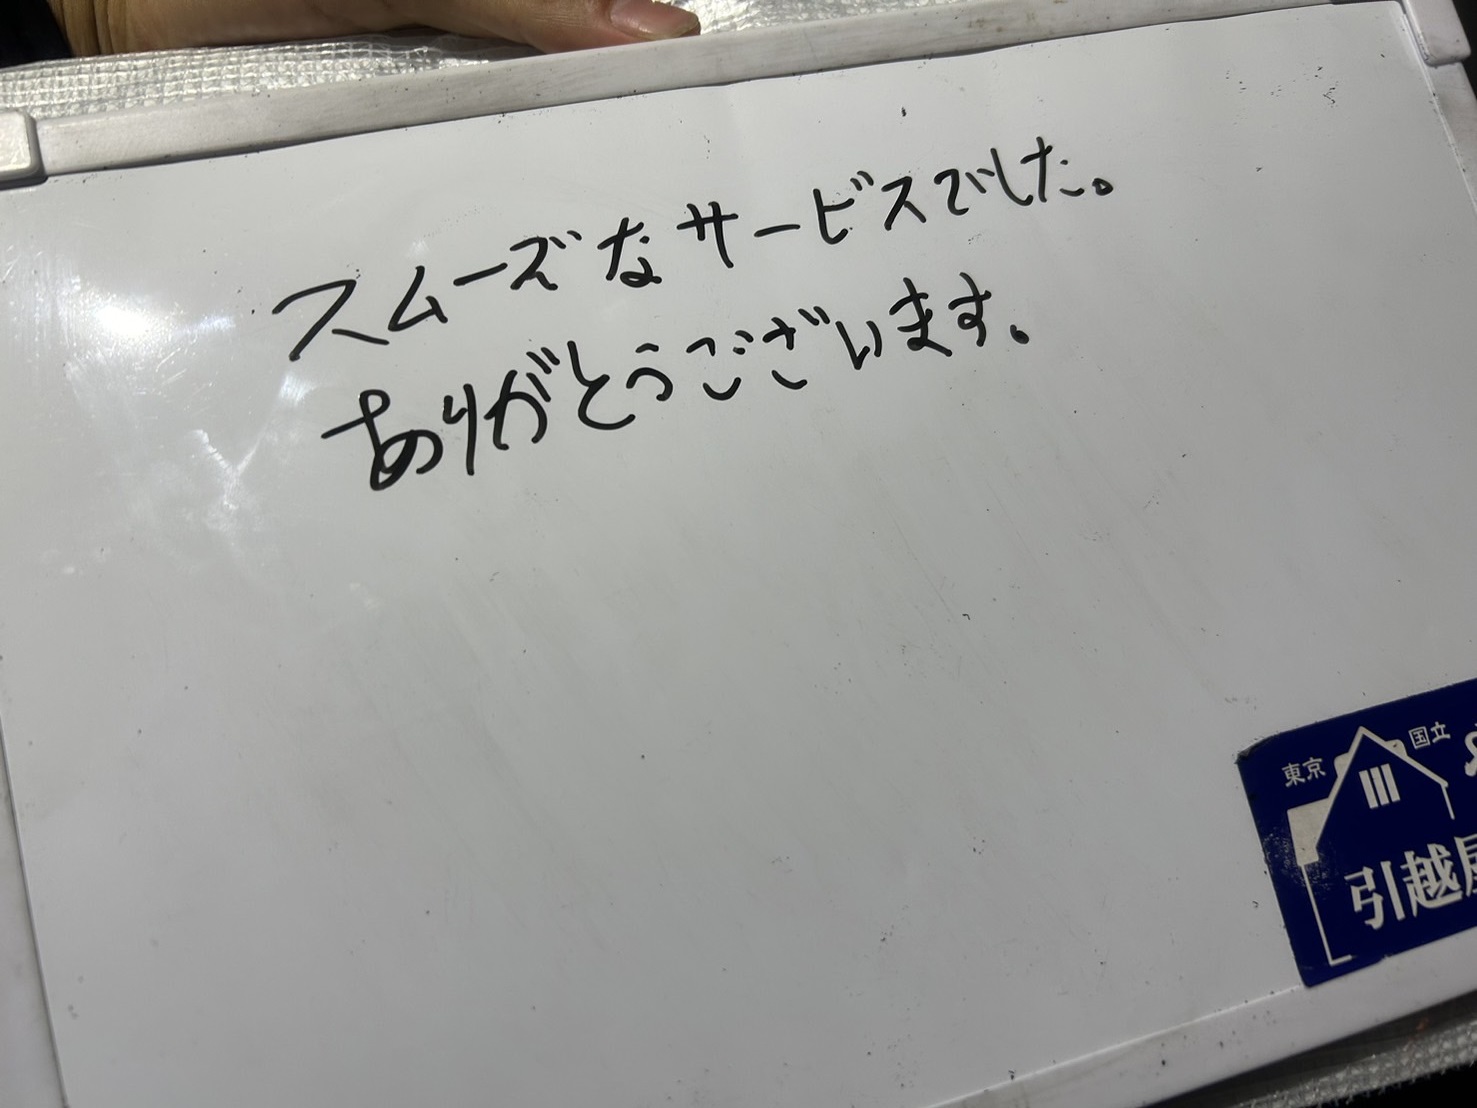 スムーズなサービスでした。
ありがとうございます。
東京 国立
引越